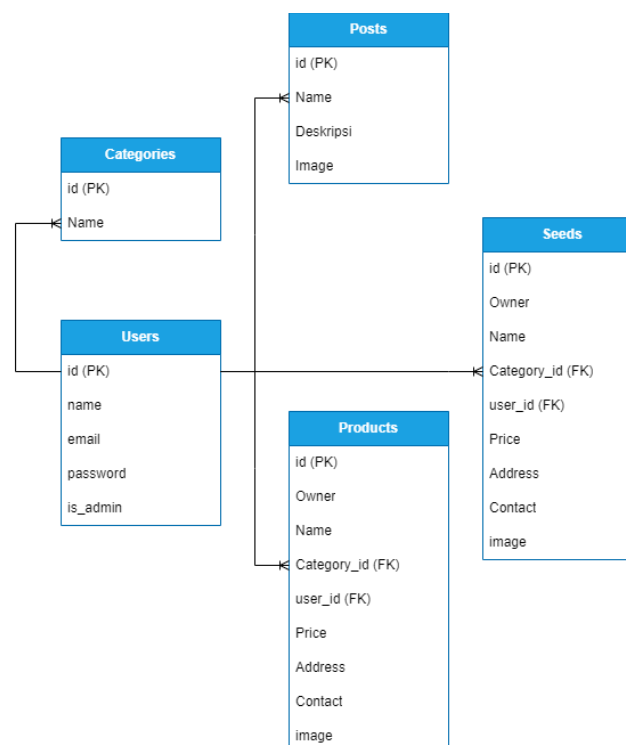 Posts
id (PK)
Name
Deskripsi
Image
Categories
id (PK)
Name
Seeds
id (PK)
Owner
Name
Category_id (FK)
user_id (FK)
Price
Address
Contact
image
Users
id (PK)
name
email
password
is_admin
Products
id (PK)
Owner
Name
Category_id (FK)
user_id (FK)
Price
Address
Contact
image